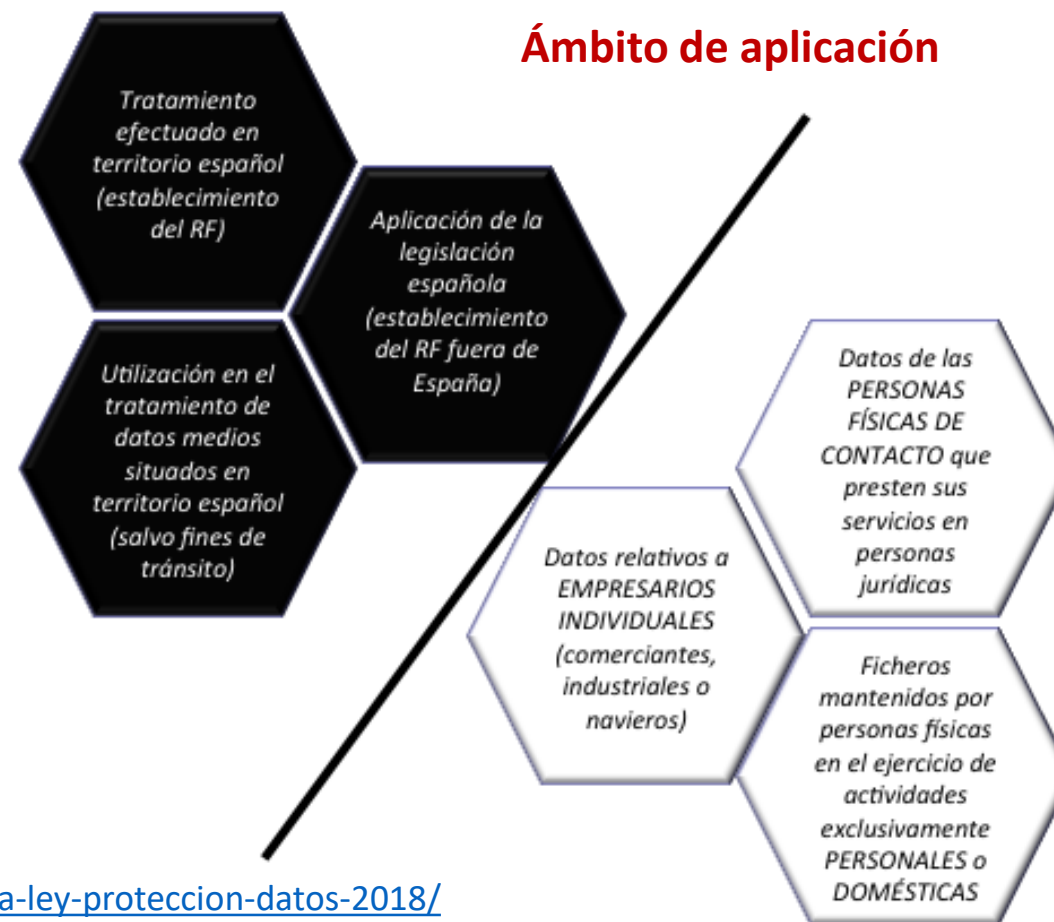 Ámbito de aplicación
Tratamiento
efectuado en
territorio español
(establecimiento
del RF)
Aplicación de la
legislación
española
(establecimiento
del RF fuera de
España)
Utilización en el
tratamiento de
datos medios
situados en
territorio español
(salvo fines de
tránsito)
Datos de las
PERSONAS
FÍSICAS DE
CONTACTO que
presten sus
servicios en
personas
jurídicas
Datos relativos a
EMPRESARIOS
INDIVIDUALES
(comerciantes,
industriales o
navieros)
Ficheros
mantenidos por
personas físicas
en el ejercicio de
actividades
exclusivamente
PERSONALES o
DOMÉSTICAS
a-ley-proteccion-datos-2018/